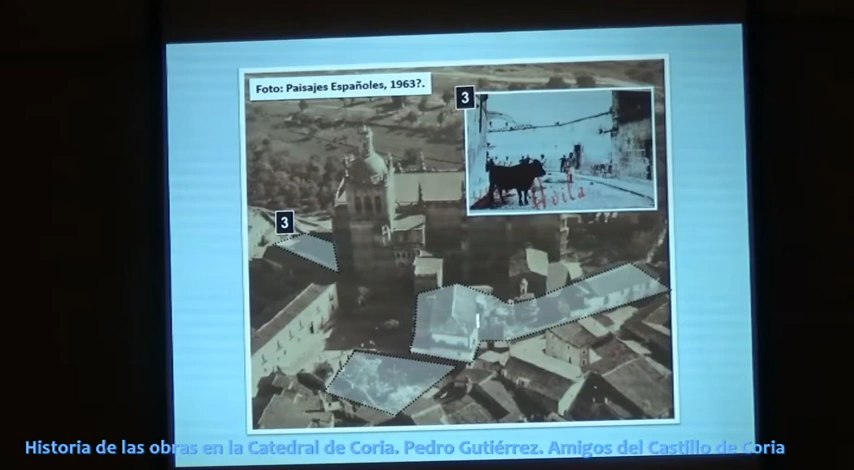 Foto: Paisajes Españoles, 1963?.
3
3
Historia de las obras en la Catedral de Coria. Pedro Gutiérrez. Amigos del Castillo de Coria